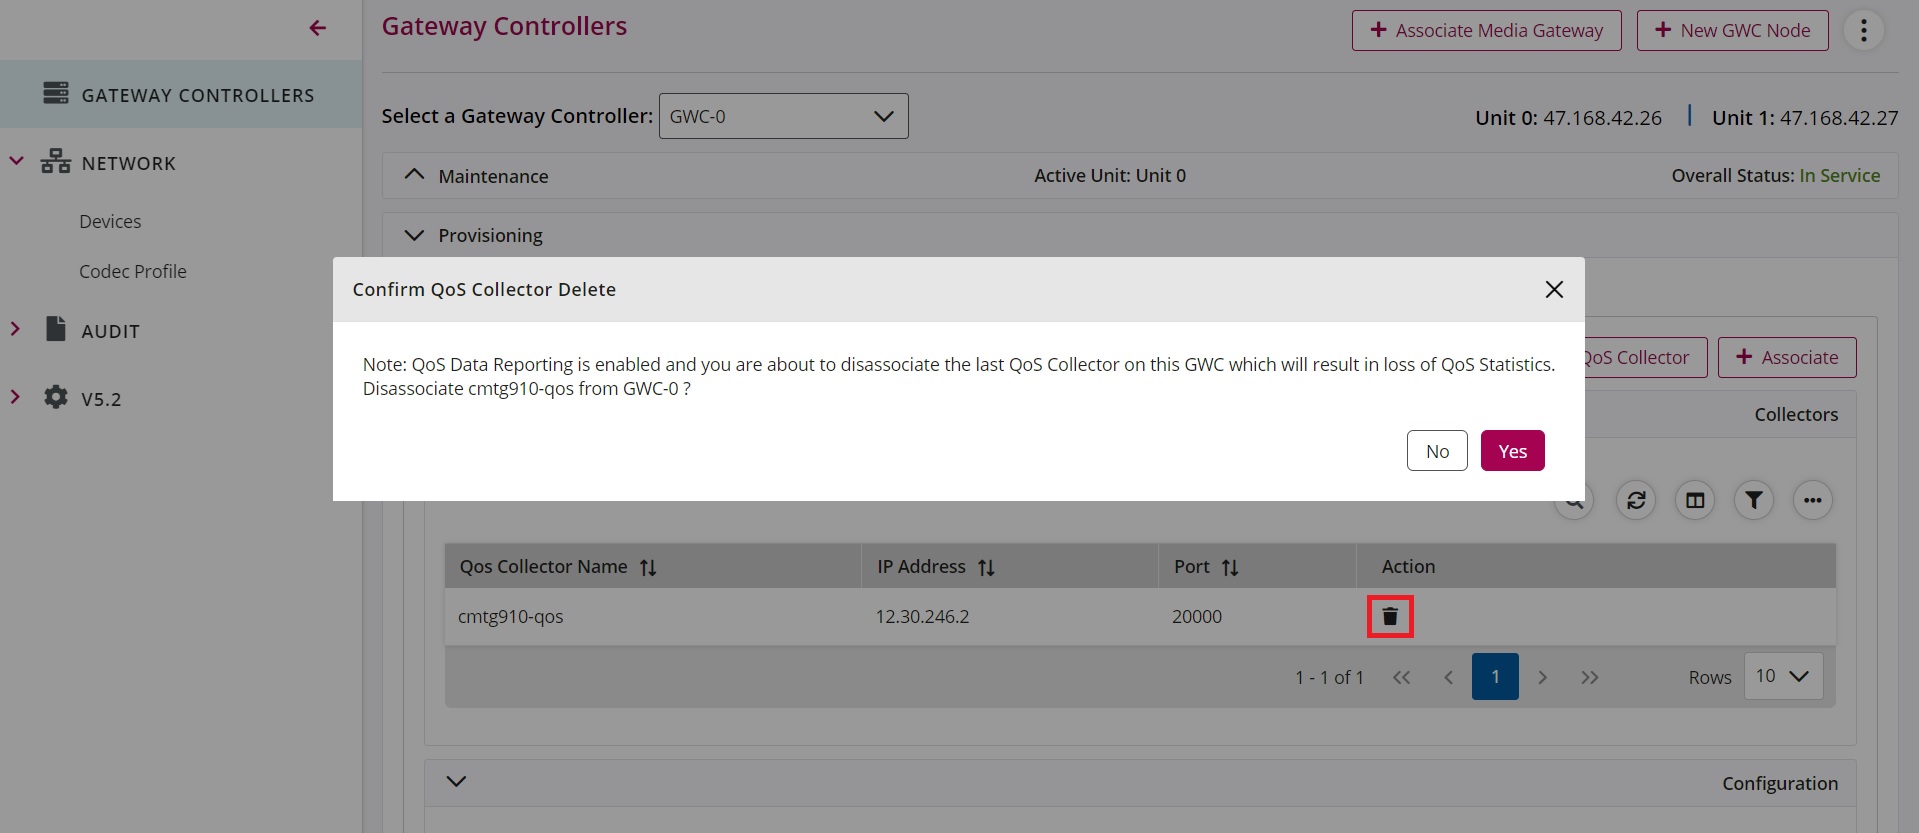 Gateway Controllers
+ Associate Media Gateway
+ New GWC Node
GATEWAY CONTROLLERS
NETWORK
Devices
Codec Profile
AUDIT
V5.2
Select a Gateway Controller: GWC-0
Unit 0: 47.168.42.26 | Unit 1: 47.168.42.27
Maintenance
Active Unit: Unit 0
Overall Status: In Service
Provisioning
Confirm QoS Collector Delete
Note: QoS Data Reporting is enabled and you are about to disassociate the last QoS Collector on this GWC which will result in loss of QoS Statistics.
Disassociate cmtg910-qos from GWC-0 ?
No
Yes
QoS Collector
+ Associate
Collectors
Qos Collector Name
IP Address
Port
Action
cmtg910-qos
12.30.246.2
20000
1 - 1 of 1
1
Rows
10
Configuration